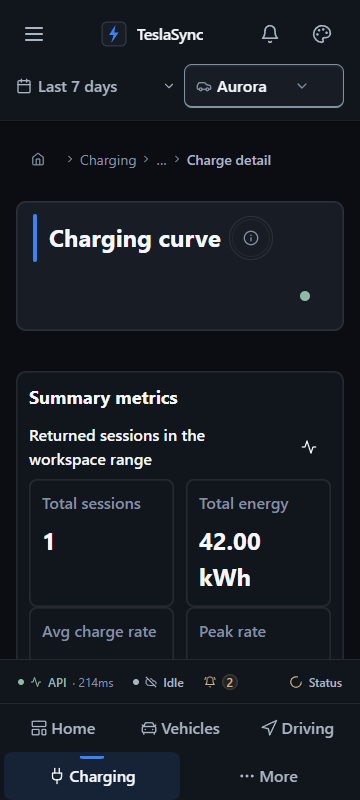 TeslaSync
Last 7 days
Aurora
Charging
...
Charge detail
Charging curve
Summary metrics
Returned sessions in the
workspace range
Total sessions
Total energy
1
42.00
kWh
Avg charge rate
Peak rate
API · 214ms
Idle
2
Status
Home
Vehicles
Driving
Charging
More